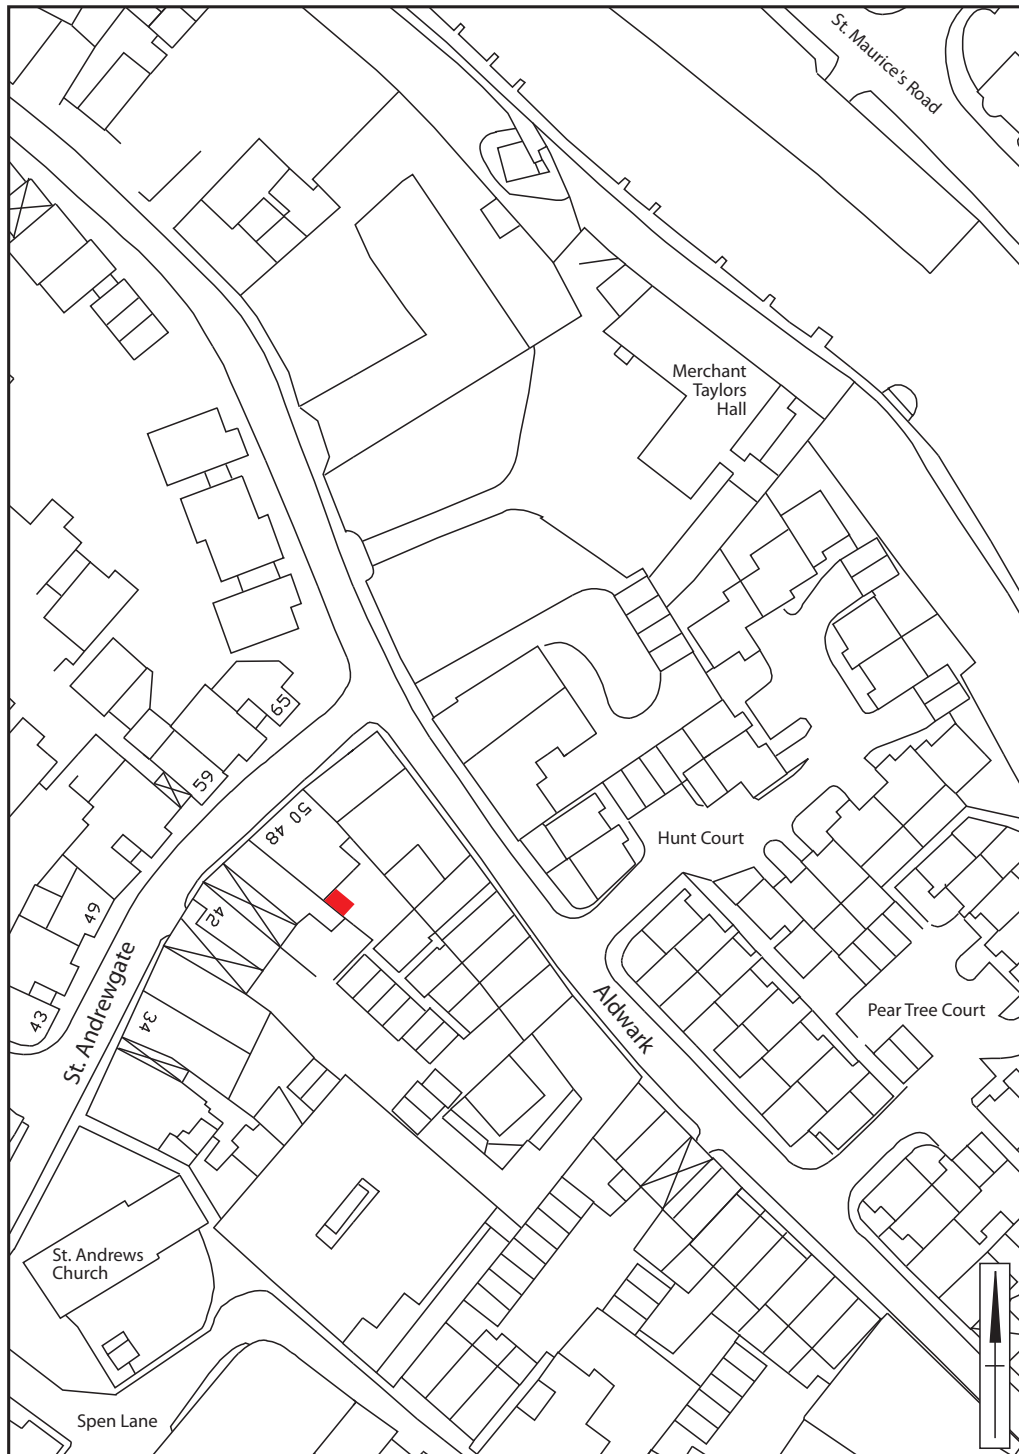 St. Maurice's Road
Merchant
Taylors
Hall
65
59
50 48
Hunt Court
49
42
St. Andrewgate
43
34
Aldwark
Pear Tree Court
St. Andrews
Church
Spen Lane